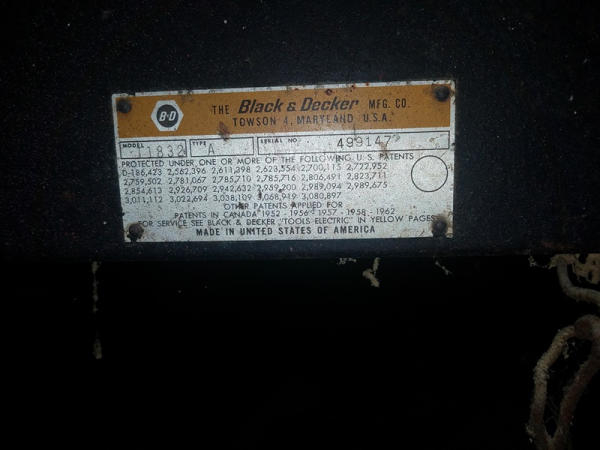 B-D
THE Black & Decker MFG. CO.
TOWSON 4, MARYLAND U.S.A.
MODEL 11832 TYPE A SERIAL NO. 499147
PROTECTED UNDER ONE OR MORE OF THE FOLLOWING U.S. PATENTS
D-186,423 2,562,396 2,611,398 2,623,554 2,700,115 2,722,952
2,759,502 2,781,067 2,785,710 2,785,716 2,806,491 2,823,711
2,854,613 2,926,709 2,942,632 2,959,200 2,989,094 2,989,675
3,011,112 3,022,694 3,038,109 3,068,919 3,080,897
OTHER PATENTS APPLIED FOR
PATENTS IN CANADA 1952 - 1956 - 1957 - 1958 - 1962
FOR SERVICE SEE BLACK & DECKER "TOOLS ELECTRIC" IN YELLOW PAGES
MADE IN UNITED STATES OF AMERICA